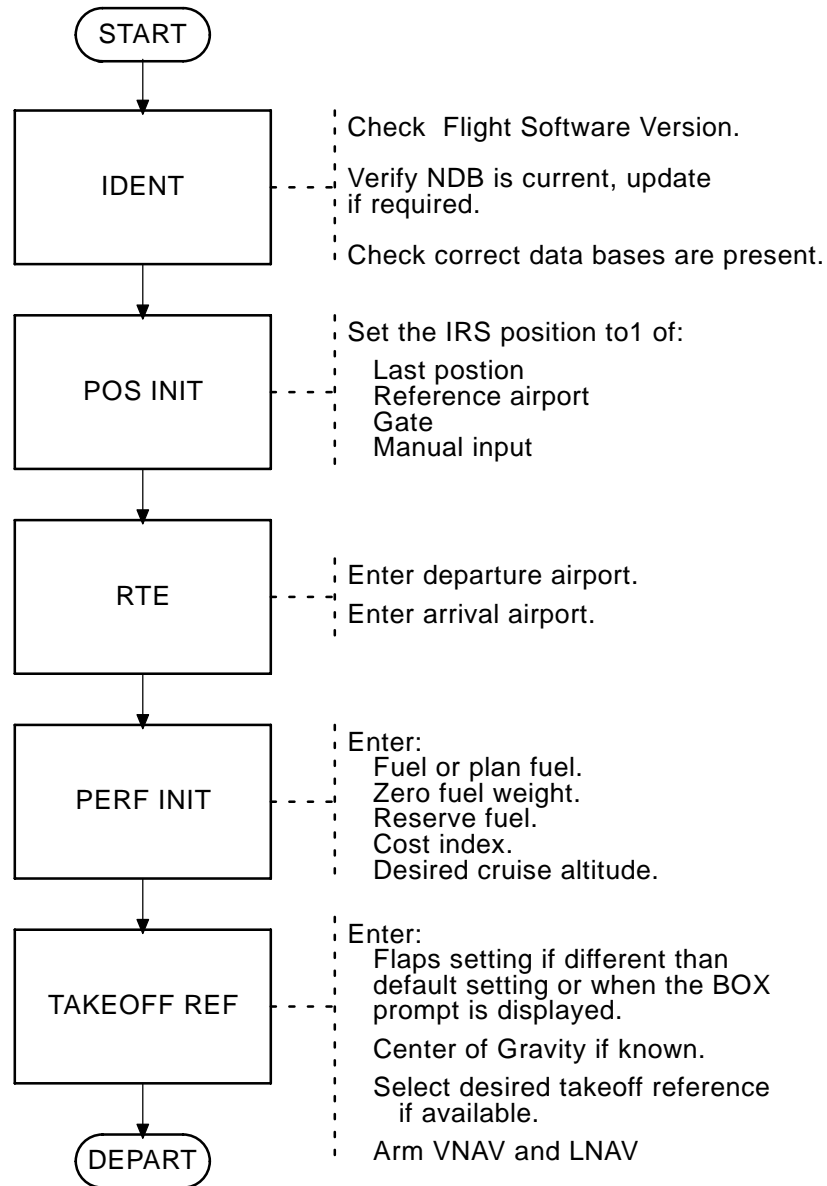 START
IDENT
Check  Flight Software Version.
Verify NDB is current, update
if required.
Check correct data bases are present.
POS INIT
Set the IRS position to1 of:
Last postion
Reference airport
Gate
Manual input
RTE
Enter departure airport.
Enter arrival airport.
PERF INIT
Enter:
Fuel or plan fuel.
Zero fuel weight.
Reserve fuel.
Cost index.
Desired cruise altitude.
TAKEOFF REF
Enter:
Flaps setting if different than
default setting or when the BOX
prompt is displayed.
Center of Gravity if known.
Select desired takeoff reference
if available.
Arm VNAV and LNAV
DEPART